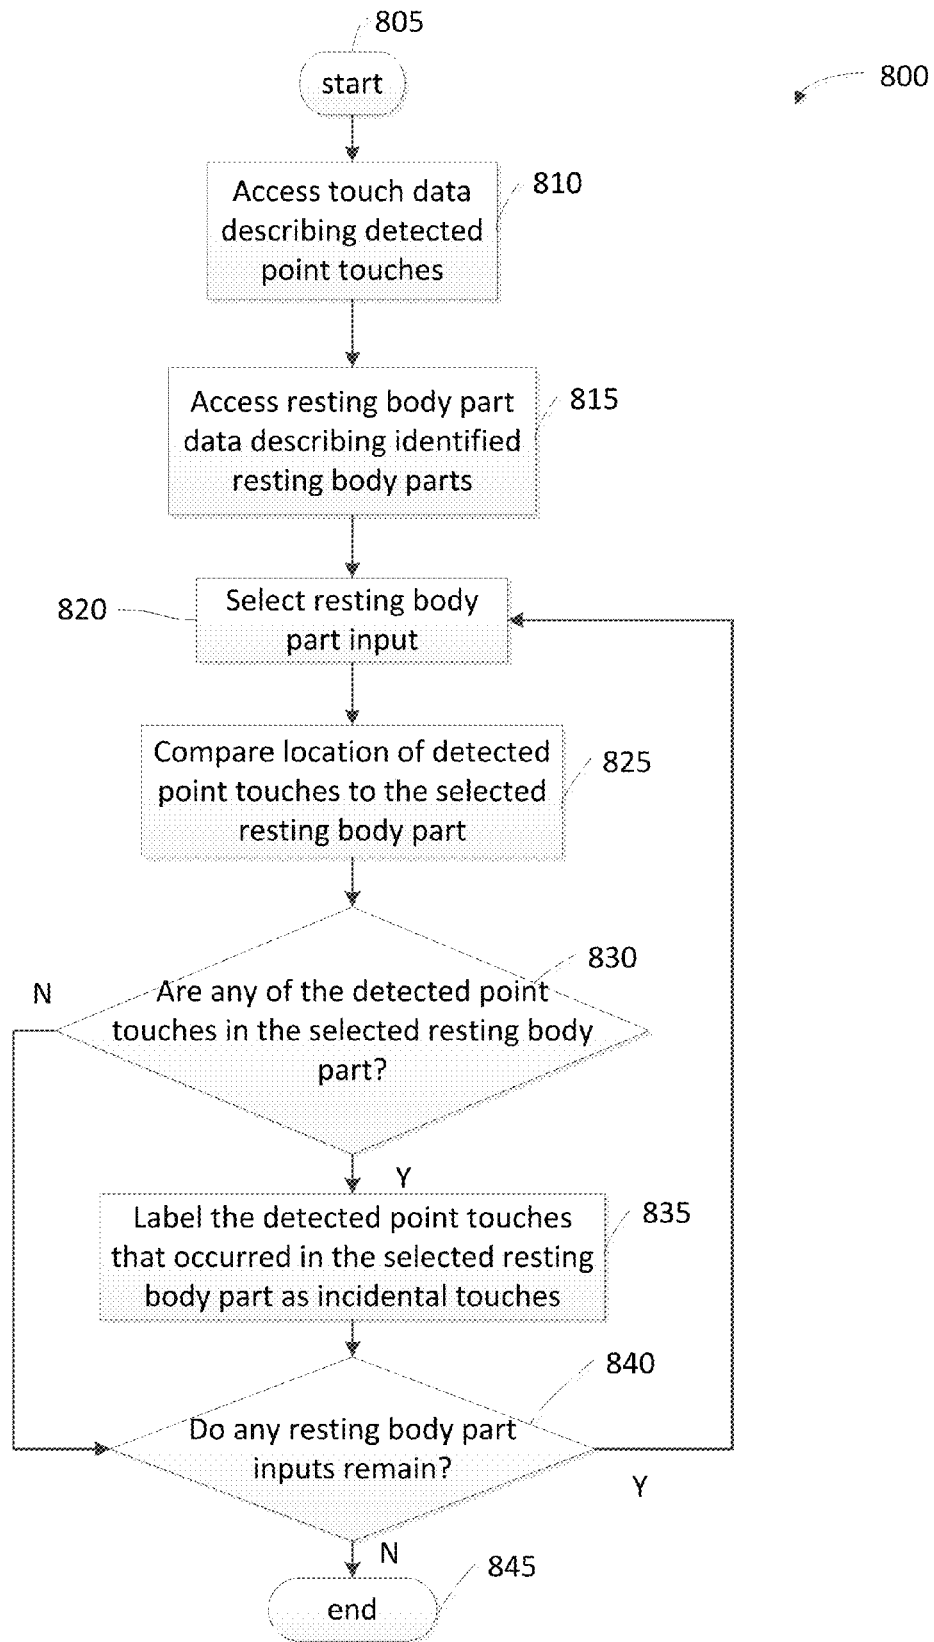 805
start
800
Access touch data
describing detected
point touches
810
Access resting body part
data describing identified
resting body parts
815
820
Select resting body
part input
Compare location of detected
point touches to the selected
resting body part
825
830
N
Are any of the detected point
touches in the selected resting body
part?
Y
Label the detected point touches
that occurred in the selected resting
body part as incidental touches
835
840
Do any resting body part
inputs remain?
Y
N
845
end